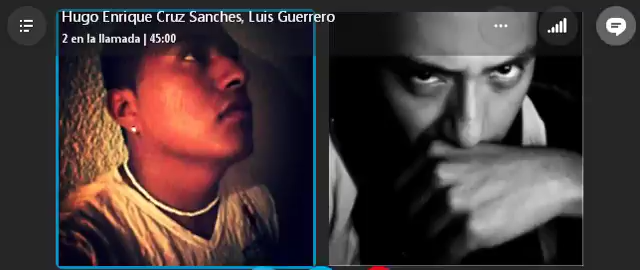 Hugo Enrique Cruz Sanches, Luis Guerrero
2 en la llamada | 45:00